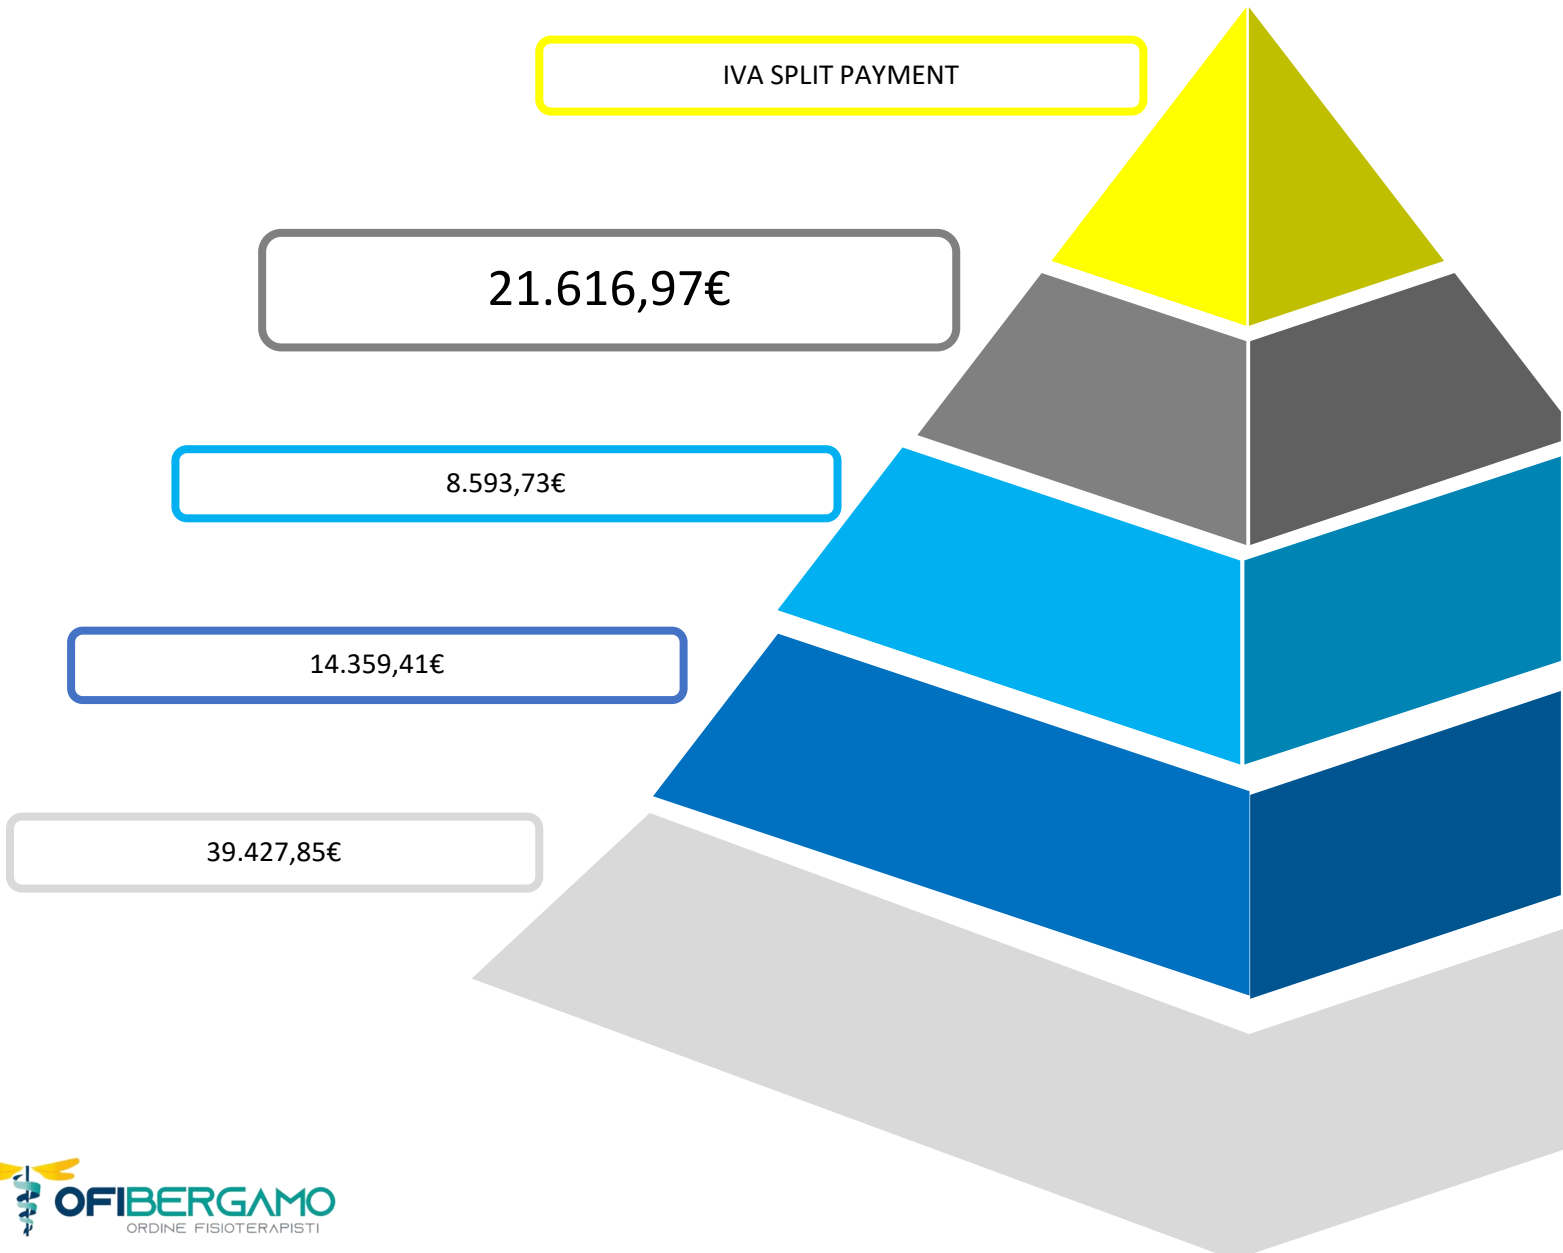 IVA SPLIT PAYMENT
21.616,97€
8.593,73€
14.359,41€
39.427,85€
OFIBERGAMO
ORDINE FISIOTERAPISTI